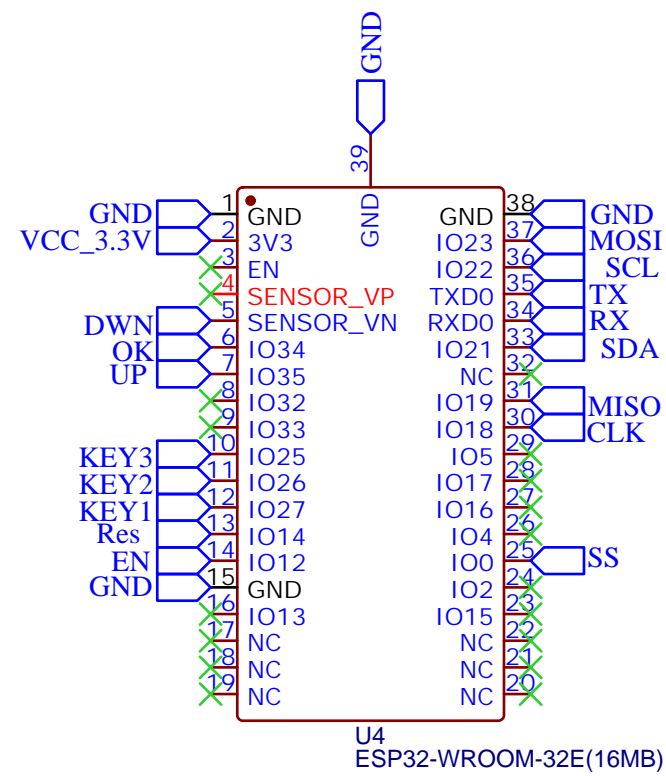 GND
39
GND
GND 1 GND GND 38 GND
VCC_3.3V 2 3V3 IO23 37 MOSI
3 EN IO22 36 SCL
4 SENSOR_VP TXD0 35 TX
DWN 5 SENSOR_VN RXD0 34 RX
OK 6 IO34 IO21 33 SDA
UP 7 IO35 NC 32
8 IO32 IO19 31 MISO
9 IO33 IO18 30 CLK
KEY3 10 IO25 IO5 29
KEY2 11 IO26 IO17 28
KEY1 12 IO27 IO16 27
Res 13 IO14 IO4 26
EN 14 IO12 IO0 25 SS
GND 15 GND IO2 24
16 IO13 IO15 23
17 NC NC 22
18 NC NC 21
19 NC NC 20
U4
ESP32-WROOM-32E(16MB)